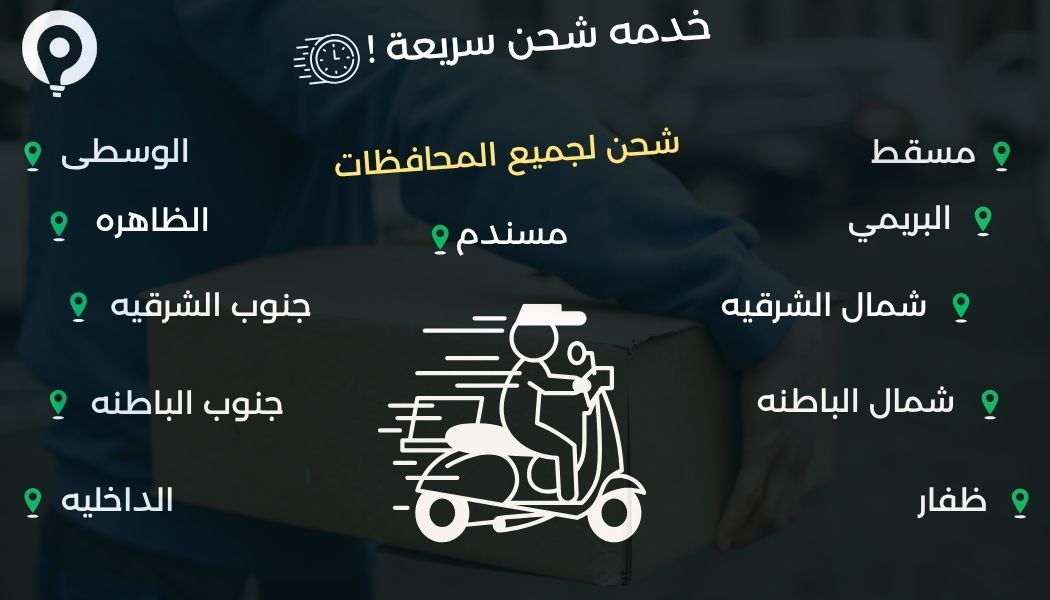 خدمه شحن سريعة !
شحن لجميع المحافظات
مسقط
الوسطى
البريمي
الظاهره
مسندم
شمال الشرقيه
جنوب الشرقيه
شمال الباطنه
جنوب الباطنه
ظفار
الداخليه